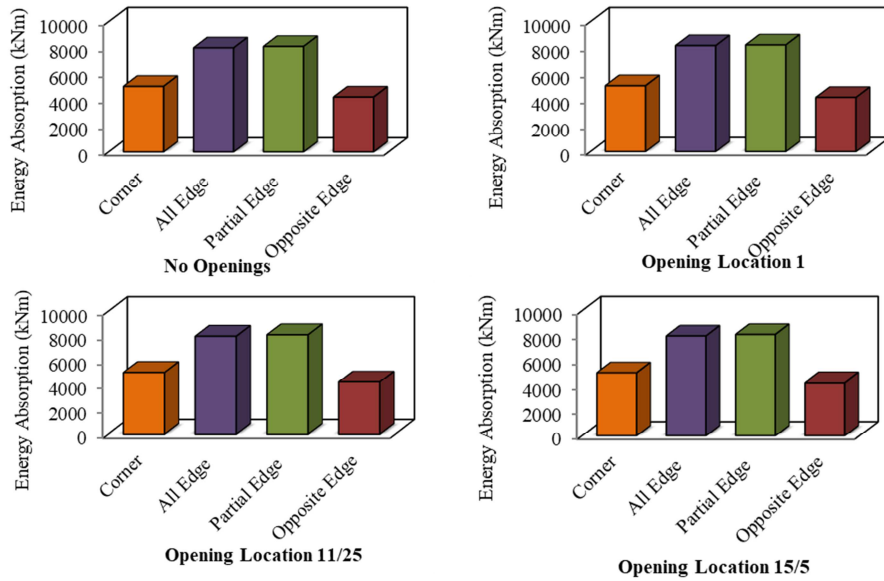 Energy Absorption (kNm)
10000
8000
6000
4000
2000
0
Corner
All Edge
Partial Edge
Opposite Edge
No Openings
Energy Absorption (kNm)
10000
8000
6000
4000
2000
0
Corner
All Edge
Partial Edge
Opposite Edge
Opening Location 1
Energy Absorption (kNm)
10000
8000
6000
4000
2000
0
Corner
All Edge
Partial Edge
Opposite Edge
Opening Location 11/25
Energy Absorption (kNm)
10000
8000
6000
4000
2000
0
Corner
All Edge
Partial Edge
Opposite Edge
Opening Location 15/5